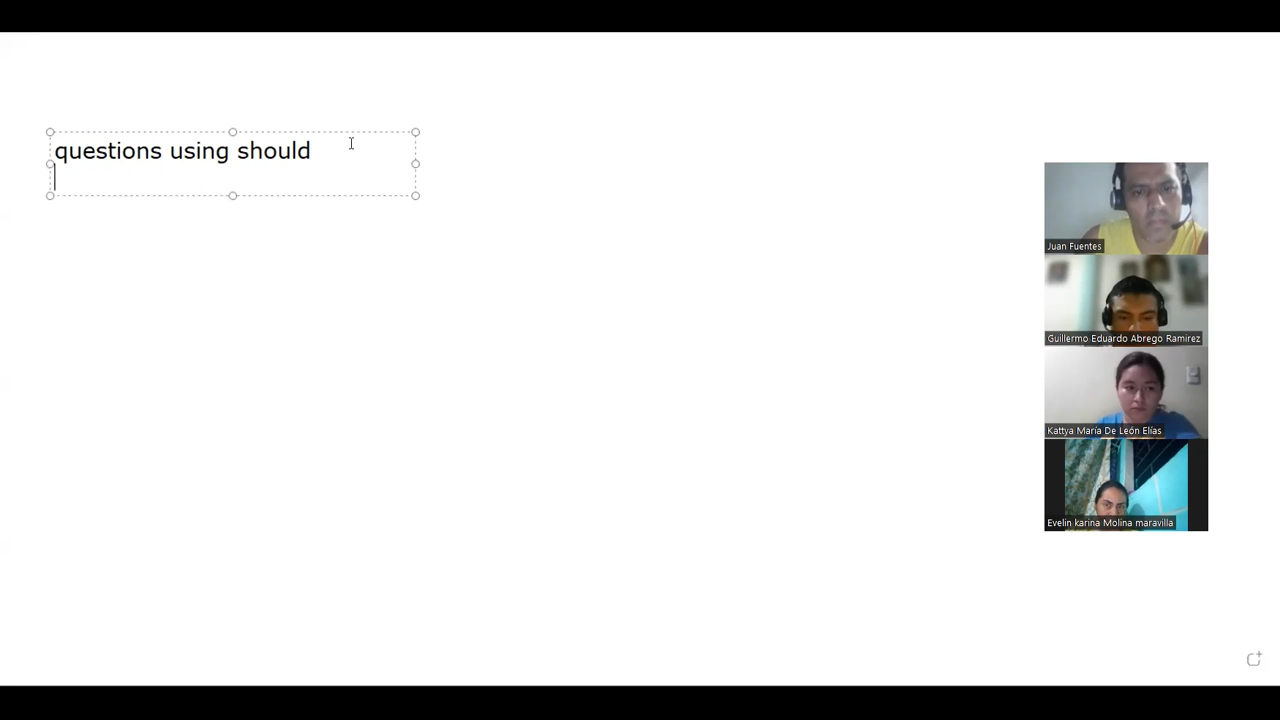 questions using should
Juan Fuentes
Guillermo Eduardo Abrego Ramirez
Kattya María De León Elías
Evelin karina Molina maravilla